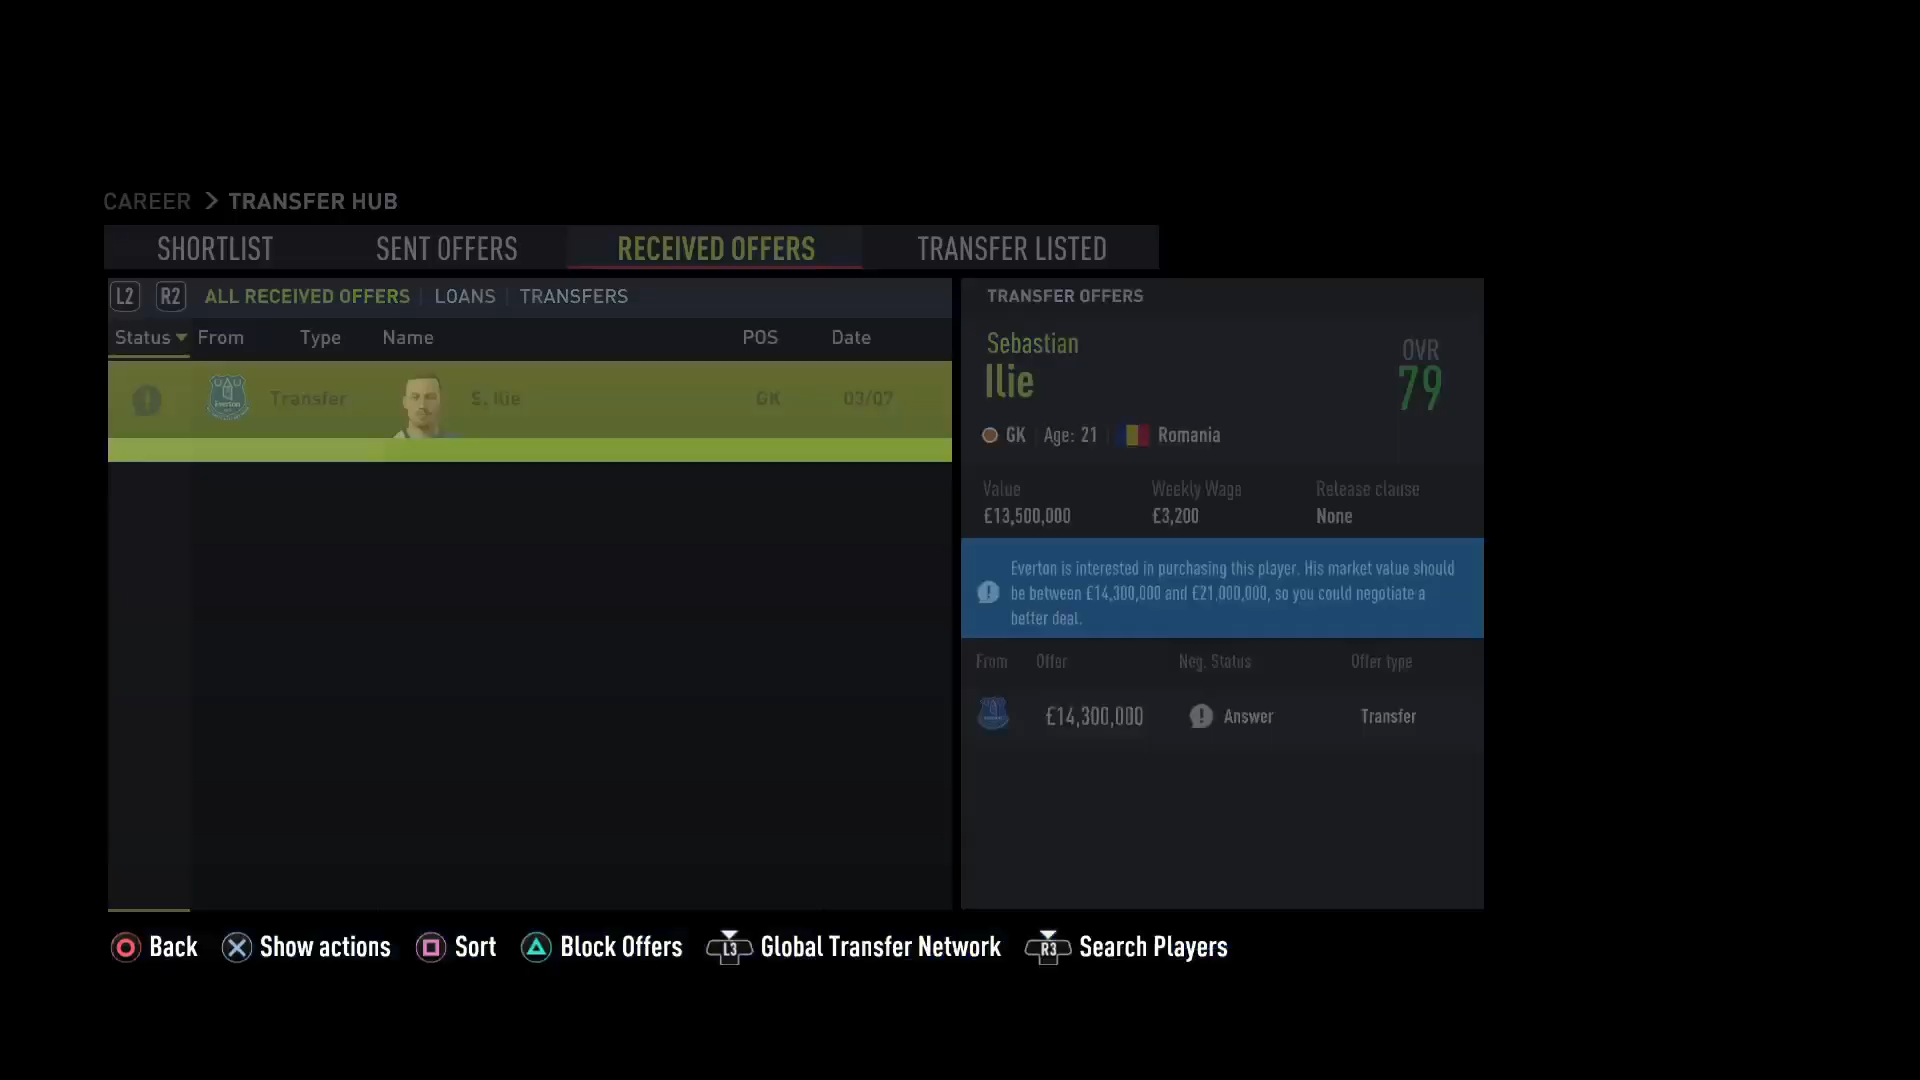 CAREER > TRANSFER HUB
SHORTLIST SENT OFFERS RECEIVED OFFERS TRANSFER LISTED
L2 R2 ALL RECEIVED OFFERS LOANS TRANSFERS
Status From Type Name POS Date
Everton Transfer S. Ilie GK 03/07
TRANSFER OFFERS
Sebastian
Ilie
OVR
79
GK Age: 21 Romania
Value Weekly Wage Release clause
£13,500,000 £3,200 None
Everton is interested in purchasing this player. His market value should
be between £14,300,000 and £21,000,000, so you could negotiate a
better deal.
From Offer Neg. Status Offer type
£14,300,000 Answer Transfer
Back Show actions Sort Block Offers L3 Global Transfer Network R3 Search Players